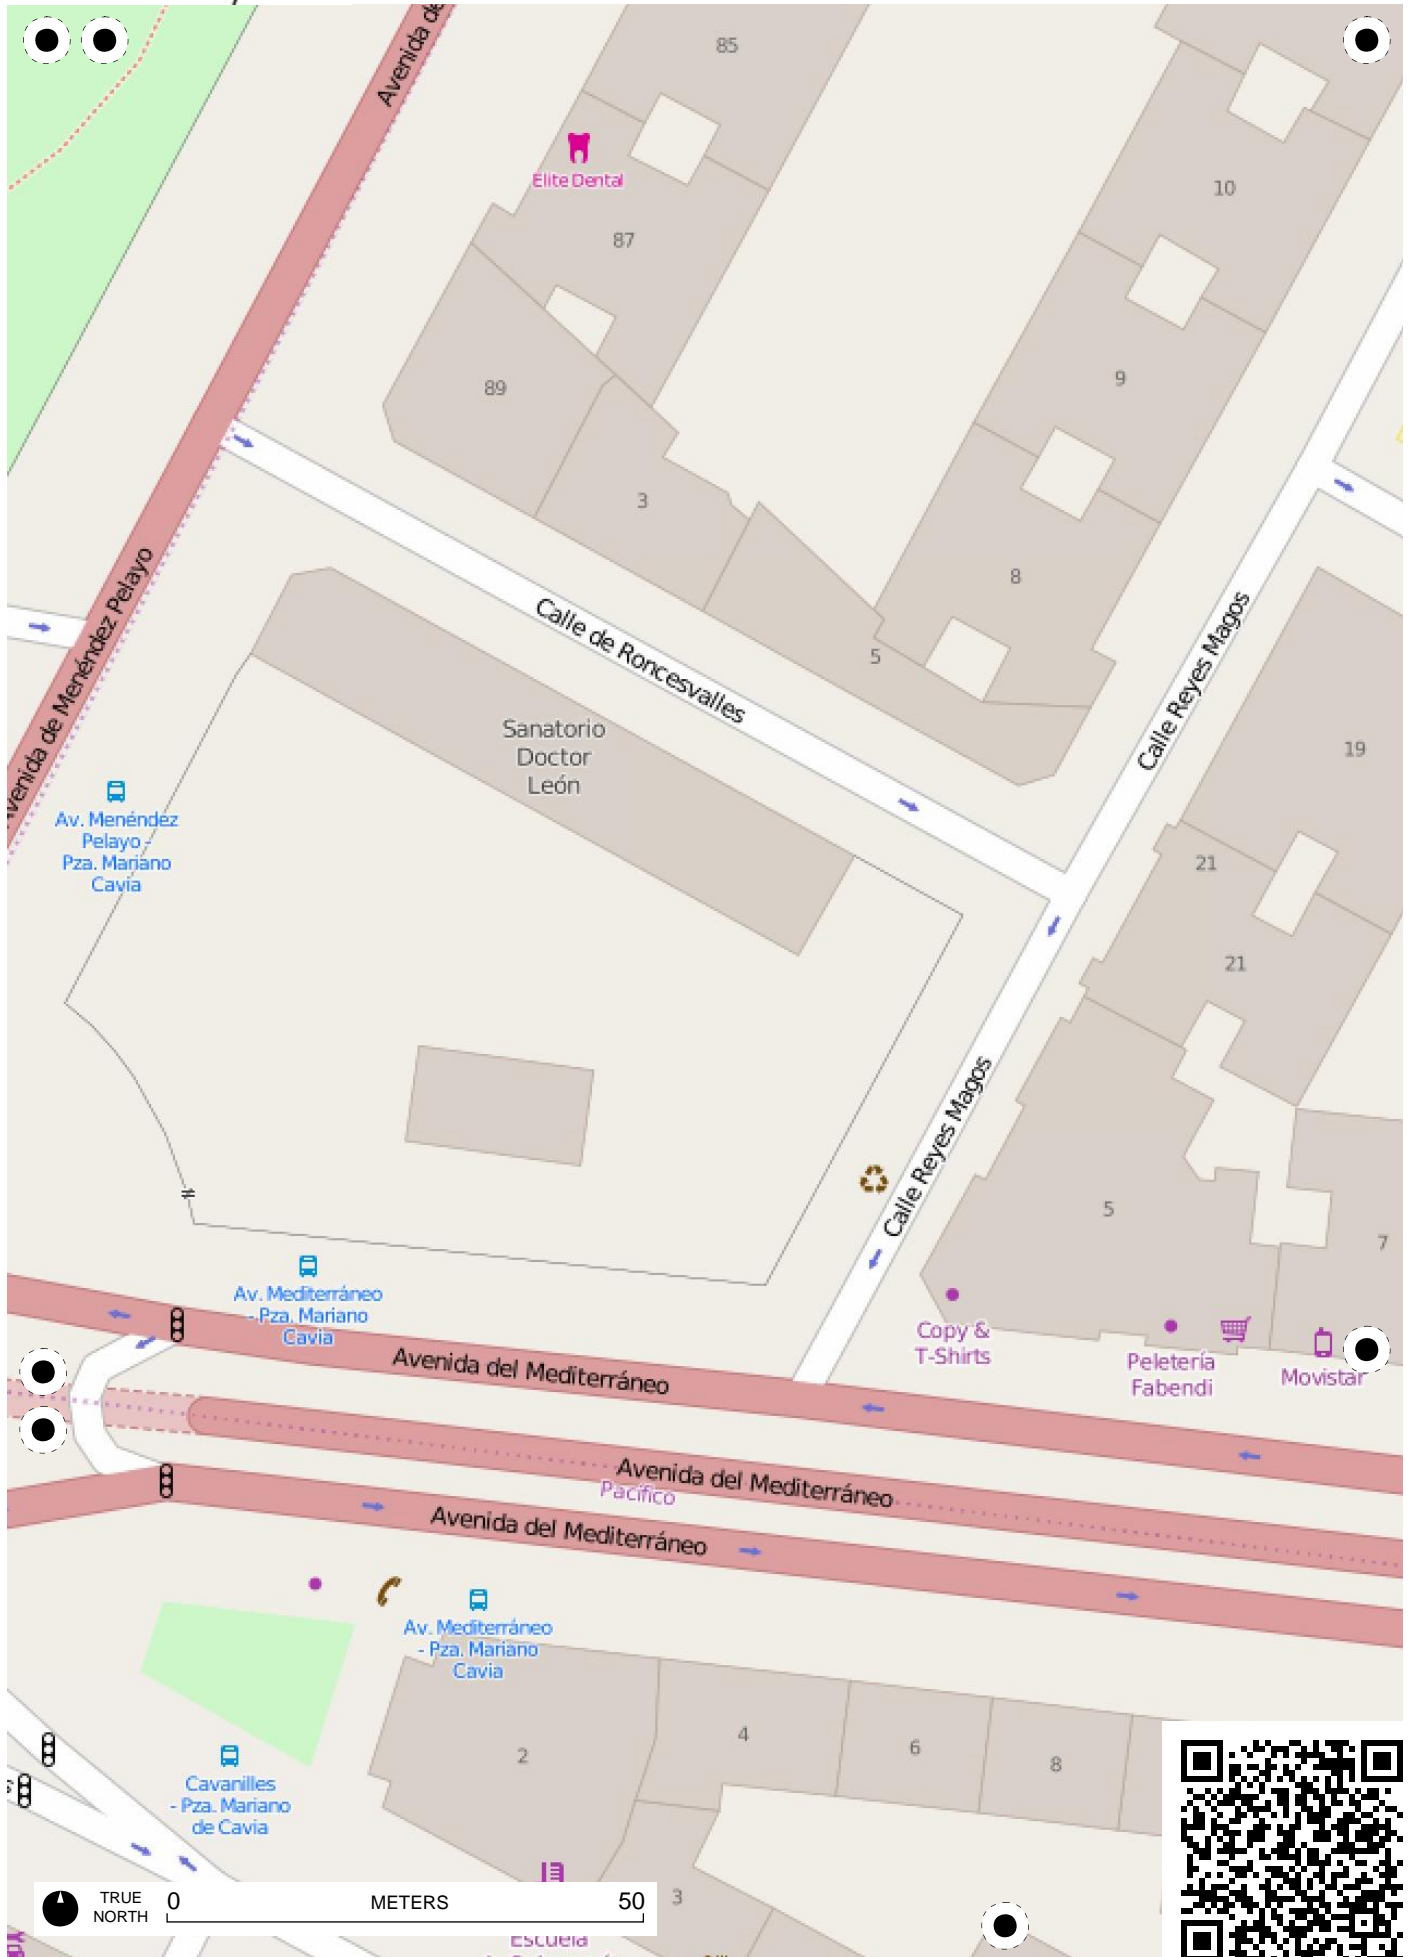 Avenida de
85
Elite Dental
10
87
9
89
3
8
Calle de Roncesvalles
5
Avenida de Menéndez Pelayo
Calle Reyes Magos
Sanatorio
Doctor
León
19
Av. Menéndez
Pelayo -
Pza. Mariano
Cavia
21
21
Calle Reyes Magos
5
7
Av. Mediterráneo
- Pza. Mariano
Cavia
Copy &
T-Shirts
Peletería
Fabendi
Movistar
Avenida del Mediterráneo
Avenida del Mediterráneo
Pacífico
Avenida del Mediterráneo
Av. Mediterráneo
- Pza. Mariano
Cavia
2
4
6
8
Cavanilles
- Pza. Mariano
de Cavia
3
TRUE
NORTH
0 METERS 50
Escuela